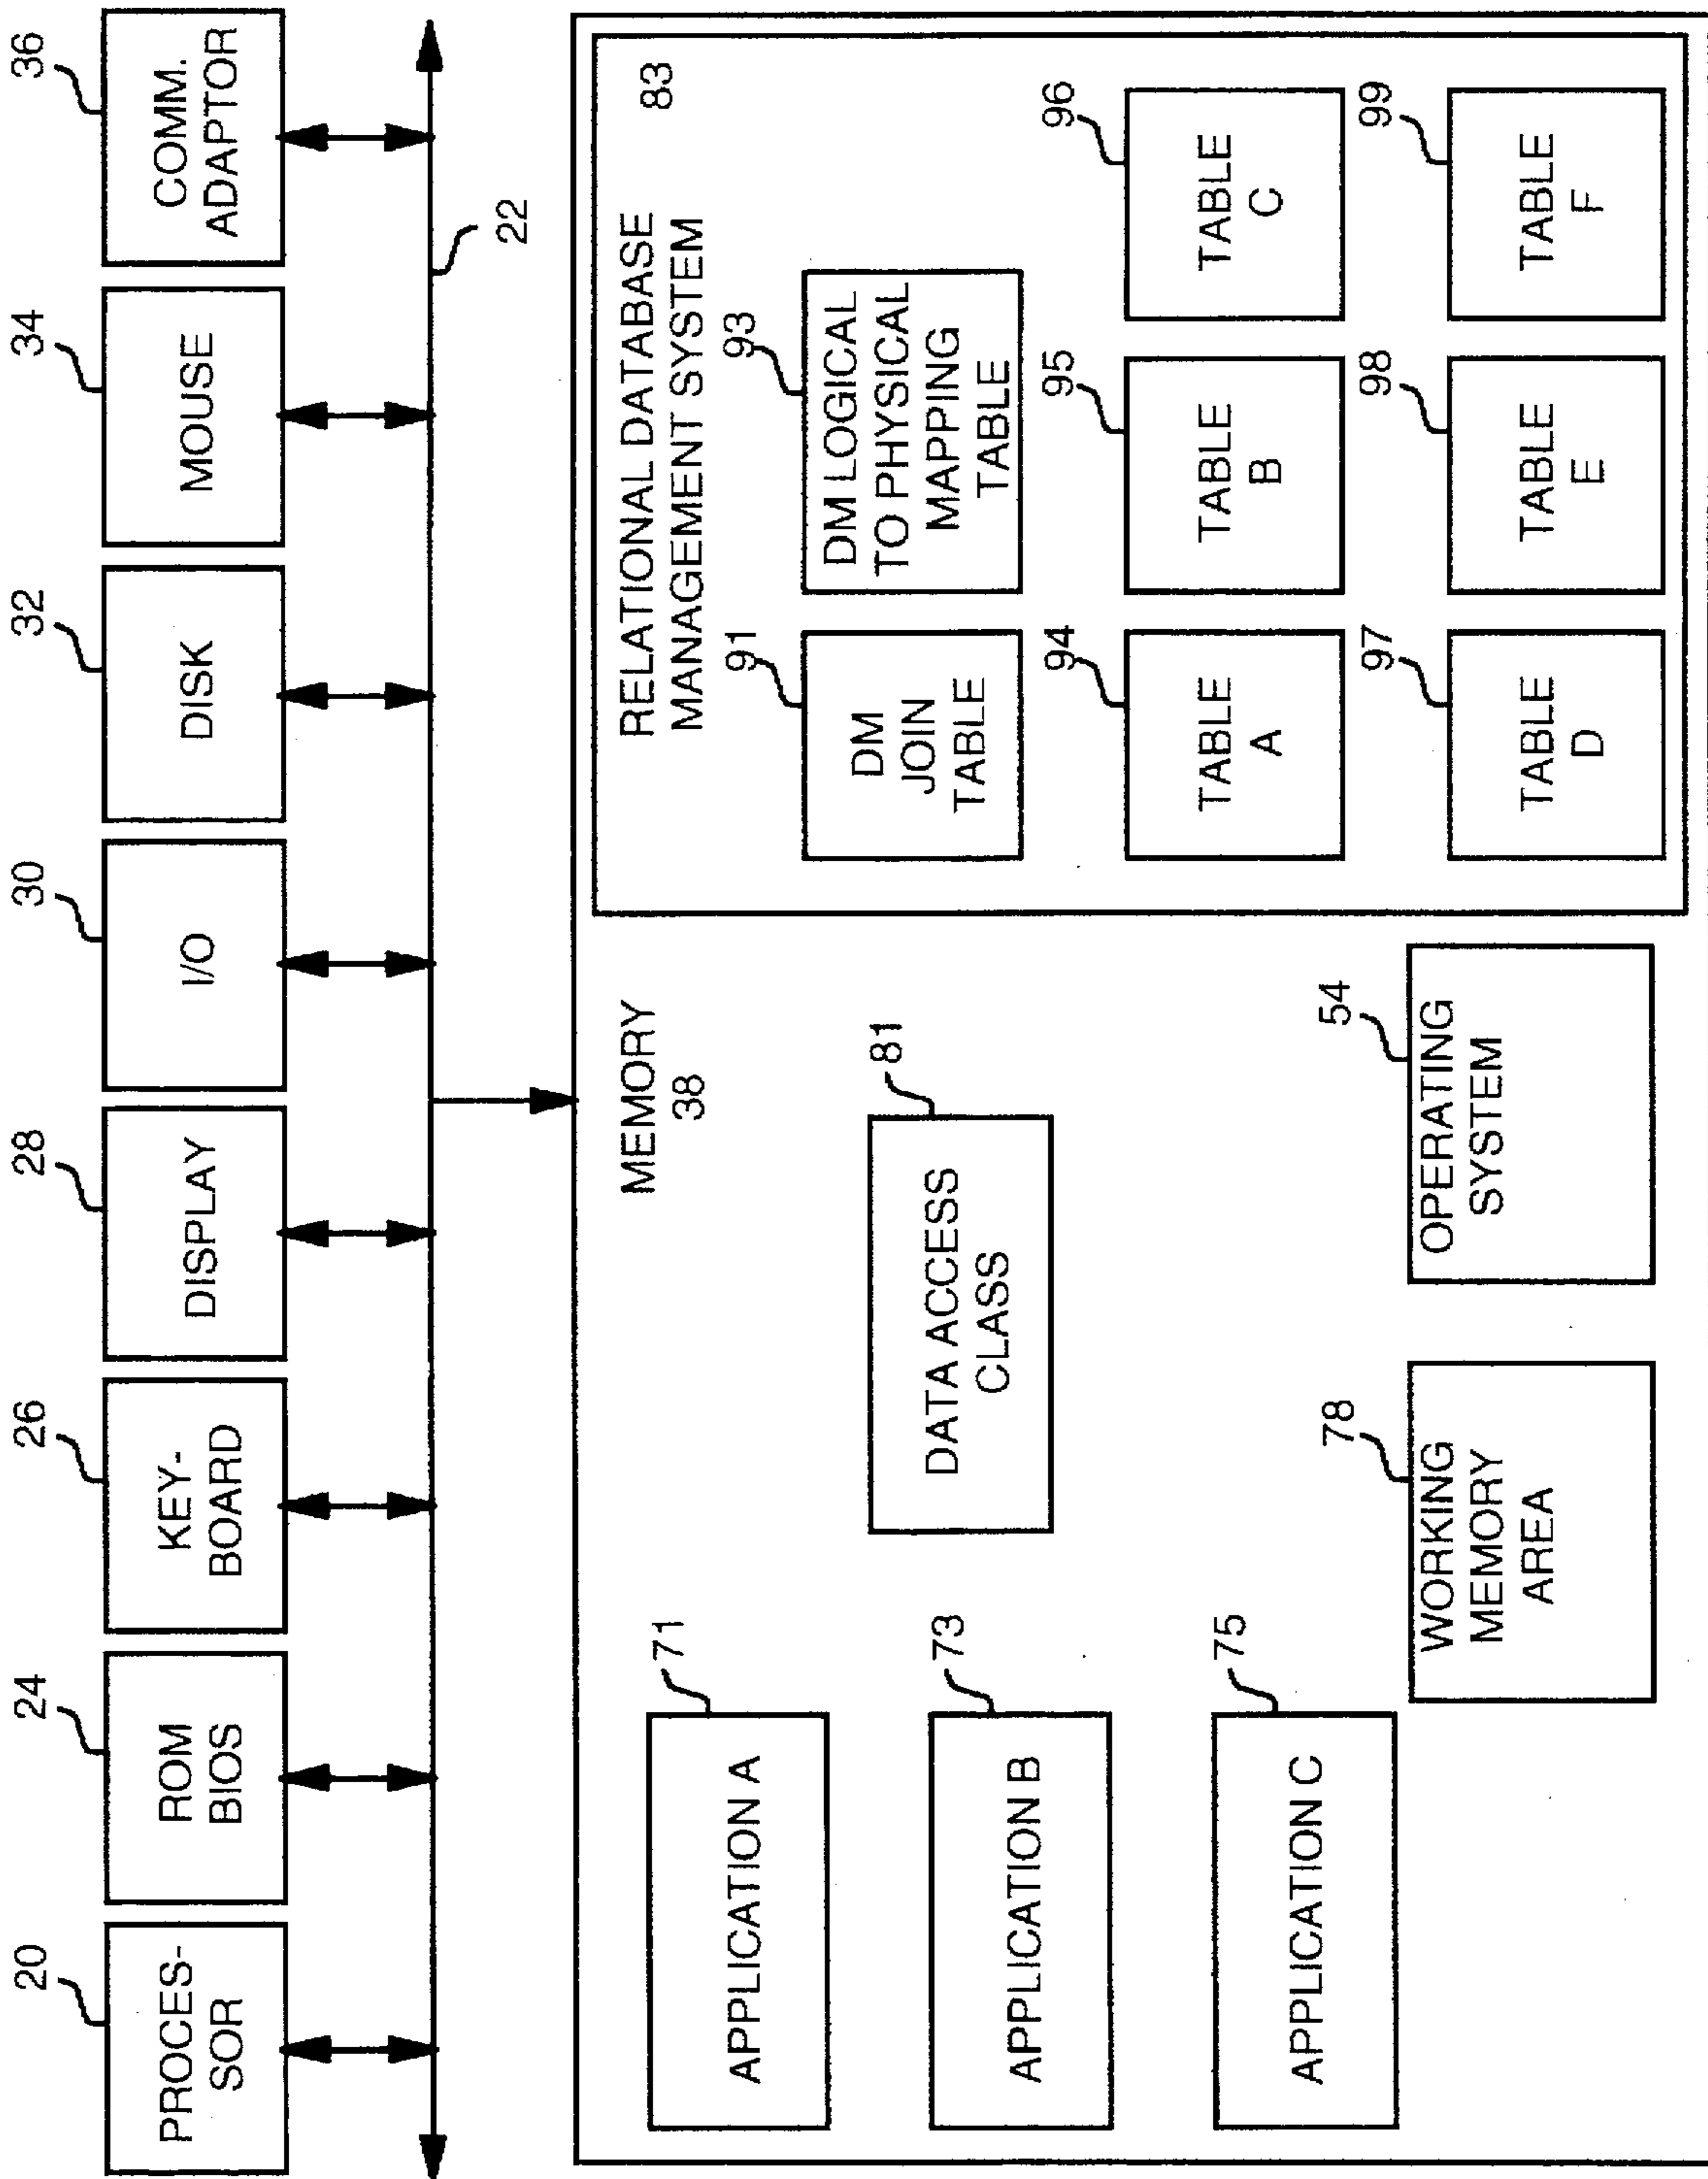 20
24
26
28
30
32
34
36
PROCES-
SOR
ROM
BIOS
KEY-
BOARD
DISPLAY
I/O
DISK
MOUSE
COMM.
ADAPTOR
22
MEMORY
38
APPLICATION A
71
APPLICATION B
73
APPLICATION C
75
DATA ACCESS
CLASS
81
WORKING
MEMORY
AREA
78
OPERATING
SYSTEM
54
RELATIONAL DATABASE
MANAGEMENT SYSTEM
83
91
DM
JOIN
TABLE
93
DM LOGICAL
TO PHYSICAL
MAPPING
TABLE
94
TABLE
A
95
TABLE
B
96
TABLE
C
97
TABLE
D
98
TABLE
E
99
TABLE
F